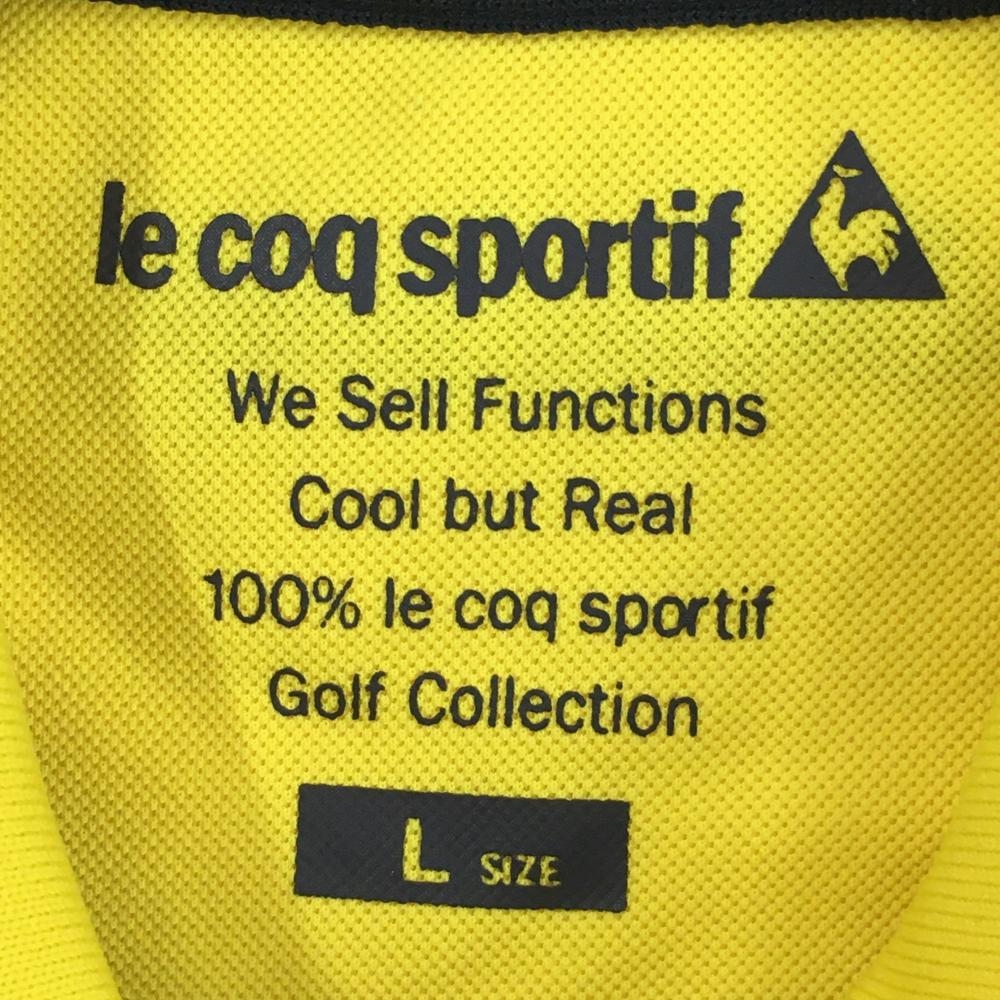 le coq sportif
We Sell Functions
Cool but Real
100% le coq sportif
Golf Collection
L SIZE